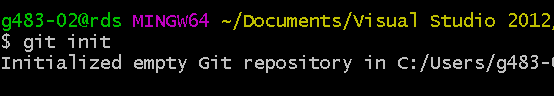 g483-02@rds MINGW64 ~/Documents/Visual Studio 2012/
$ git init
Initialized empty Git repository in C:/Users/g483-